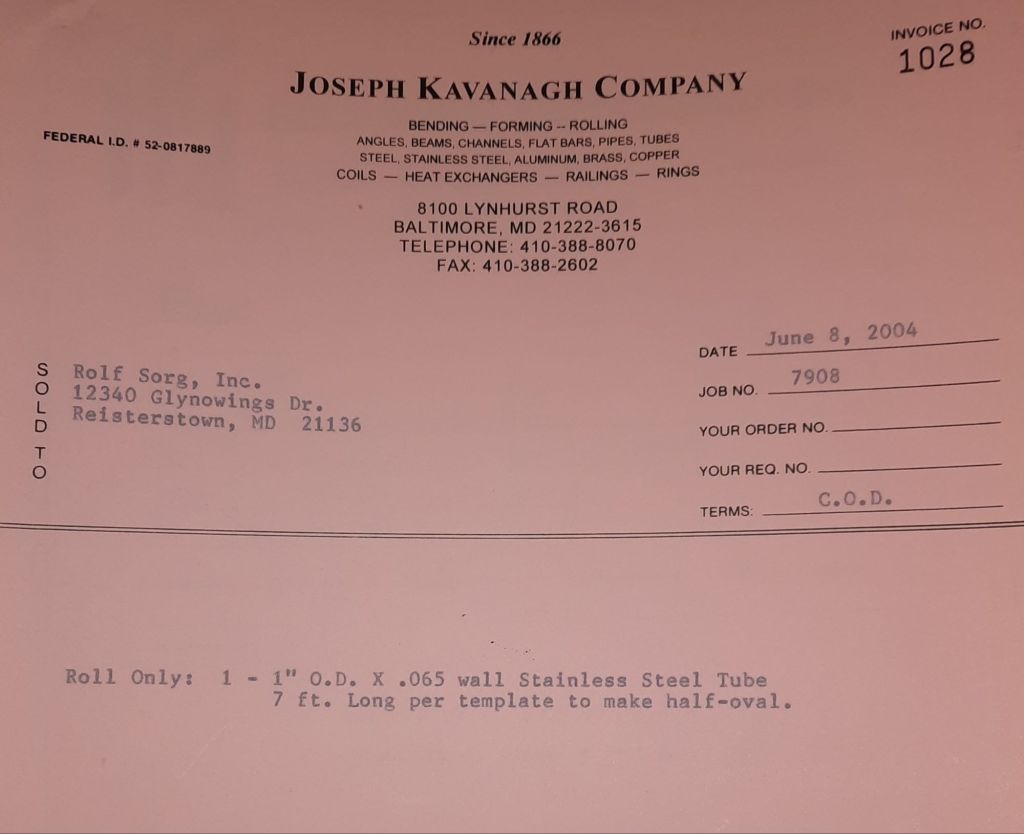 Since 1866
INVOICE NO.
1028
JOSEPH KAVANAGH COMPANY
FEDERAL I.D. # 52-0817889
BENDING — FORMING -- ROLLING
ANGLES, BEAMS, CHANNELS, FLAT BARS, PIPES, TUBES
STEEL, STAINLESS STEEL, ALUMINUM, BRASS, COPPER
COILS — HEAT EXCHANGERS — RAILINGS — RINGS
8100 LYNHURST ROAD
BALTIMORE, MD 21222-3615
TELEPHONE: 410-388-8070
FAX: 410-388-2602
SOLD TO
Rolf Sorg, Inc.
12340 Glynowings Dr.
Reisterstown, MD 21136
DATE June 8, 2004
JOB NO. 7908
YOUR ORDER NO.
YOUR REQ. NO.
TERMS: C.O.D.
Roll Only: 1 - 1" O.D. X .065 wall Stainless Steel Tube
7 ft. Long per template to make half-oval.